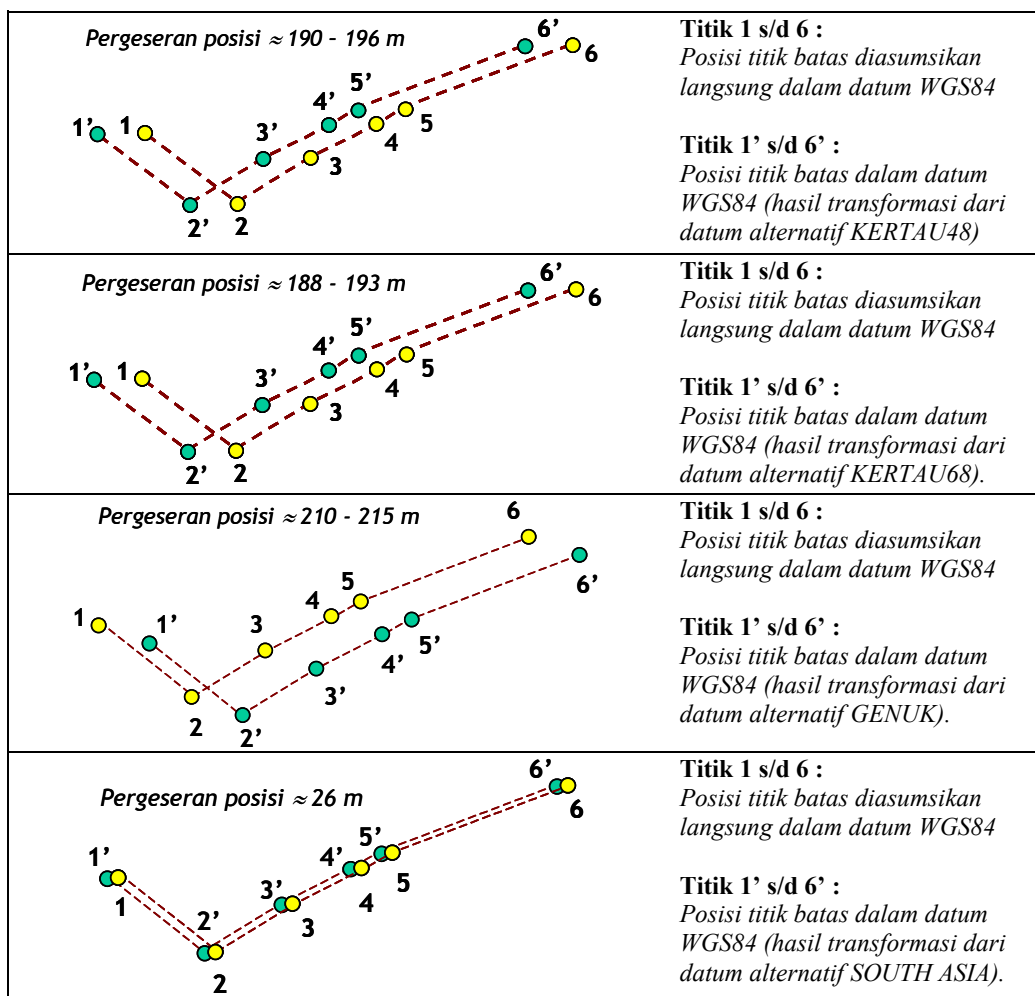 Pergeseran posisi ≈ 190 - 196 m
6’
6
5’
4’
5
4
1’
1
3’
3
2’
2
Titik 1 s/d 6 :
Posisi titik batas diasumsikan
langsung dalam datum WGS84
Titik 1’ s/d 6’ :
Posisi titik batas dalam datum
WGS84 (hasil transformasi dari
datum alternatif KERTAU48)
Pergeseran posisi ≈ 188 - 193 m
6’
6
5’
4’
5
4
1’
1
3’
3
2’
2
Titik 1 s/d 6 :
Posisi titik batas diasumsikan
langsung dalam datum WGS84
Titik 1’ s/d 6’ :
Posisi titik batas dalam datum
WGS84 (hasil transformasi dari
datum alternatif KERTAU68).
Pergeseran posisi ≈ 210 - 215 m
6
6’
5
4
1
1’
3
5’
4’
3’
2
2’
Titik 1 s/d 6 :
Posisi titik batas diasumsikan
langsung dalam datum WGS84
Titik 1’ s/d 6’ :
Posisi titik batas dalam datum
WGS84 (hasil transformasi dari
datum alternatif GENUK).
Pergeseran posisi ≈ 26 m
6’
6
5’
4’
5
4
1’
1
3’
3
2’
2
Titik 1 s/d 6 :
Posisi titik batas diasumsikan
langsung dalam datum WGS84
Titik 1’ s/d 6’ :
Posisi titik batas dalam datum
WGS84 (hasil transformasi dari
datum alternatif SOUTH ASIA).